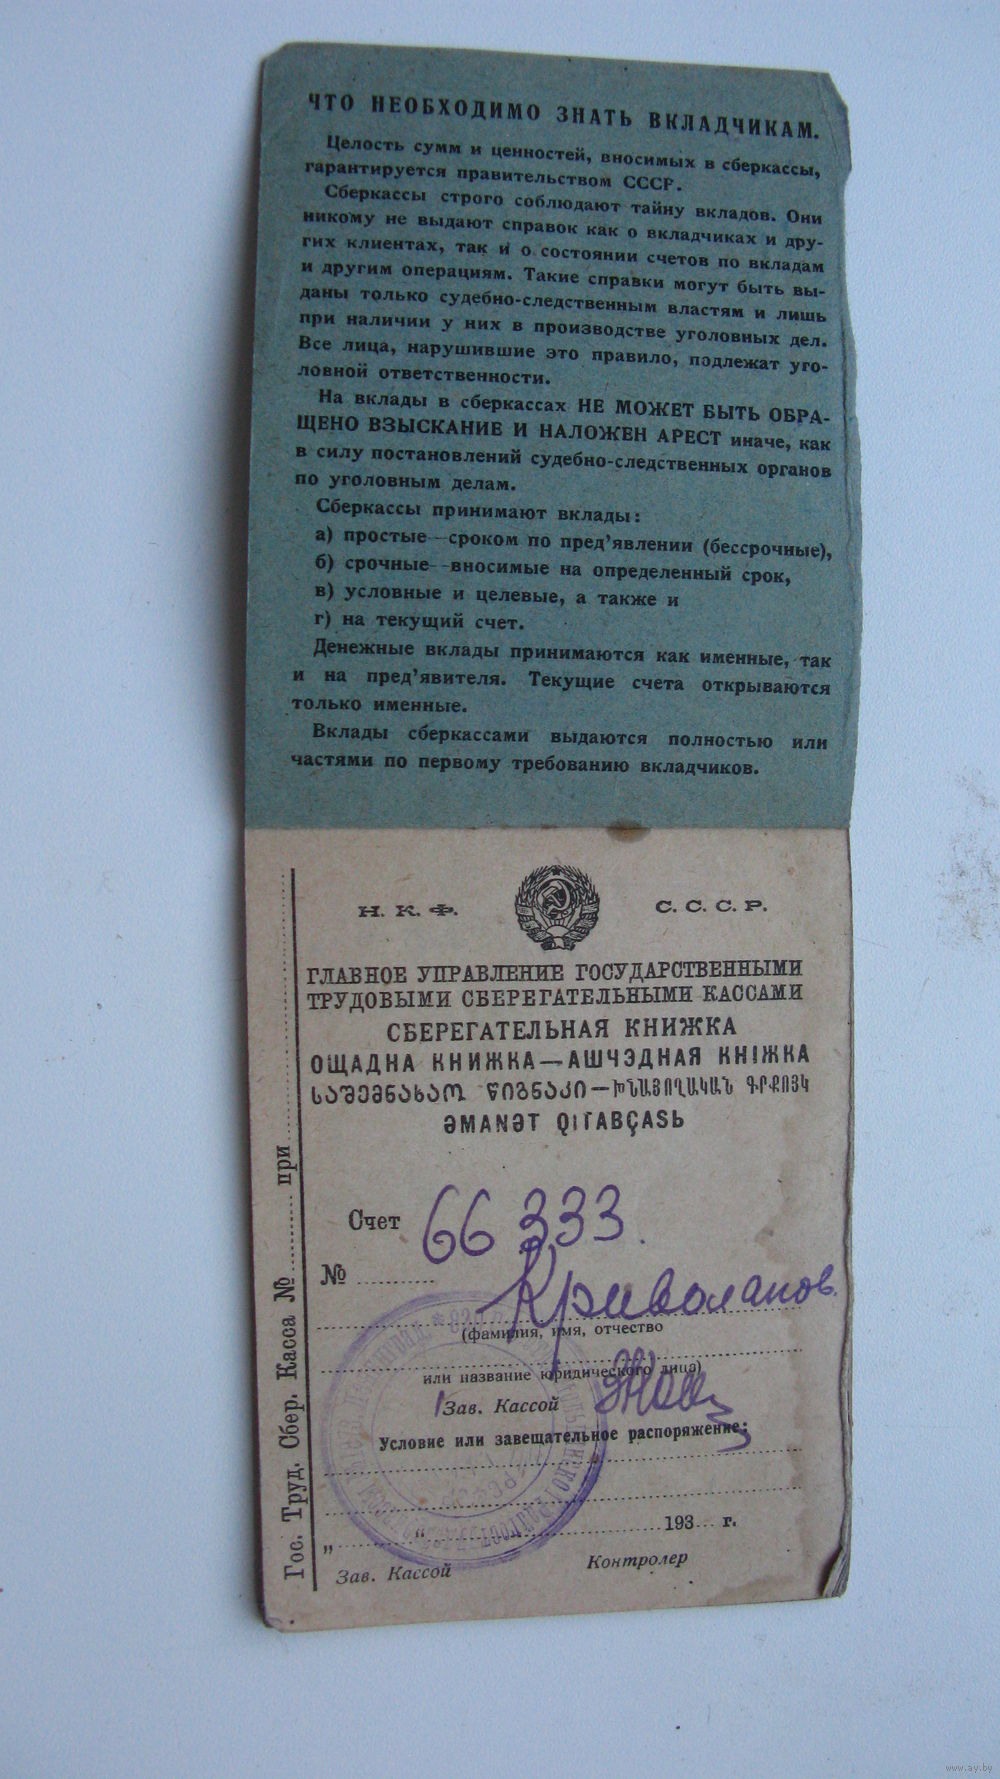 ЧТО НЕОБХОДИМО ЗНАТЬ ВКЛАДЧИКАМ.
Целость сумм и ценностей, вносимых в сберкассы,
гарантируется правительством СССР.
Сберкассы строго соблюдают тайну вкладов. Они
никому не выдают справок как о вкладчиках и дру-
гих клиентах, так и о состоянии счетов по вкладам
и другим операциям. Такие справки могут быть вы-
даны только судебно-следственным властям и лишь
при наличии у них в производстве уголовных дел.
Все лица, нарушившие это правило, подлежат уго-
ловной ответственности.
На вклады в сберкассах НЕ МОЖЕТ БЫТЬ ОБРА-
ЩЕНО ВЗЫСКАНИЕ И НАЛОЖЕН АРЕСТ иначе, как
в силу постановлений судебно-следственных органов
по уголовным делам.
Сберкассы принимают вклады:
а) простые—сроком по пред’явлении (бессрочные),
б) срочные—вносимые на определенный срок,
в) условные и целевые, а также и
г) на текущий счет.
Денежные вклады принимаются как именные, так
и на пред’явителя. Текущие счета открываются
только именные.
Вклады сберкассами выдаются полностью или
частями по первому требованию вкладчиков.
Н. К. Ф. С. С. С. Р.
ГЛАВНОЕ УПРАВЛЕНИЕ ГОСУДАРСТВЕННЫМИ
ТРУДОВЫМИ СБЕРЕГАТЕЛЬНЫМИ КАССАМИ
СБЕРЕГАТЕЛЬНАЯ КНИЖКА
ОЩАДНА КНИЖКА—АШЧЭДНАЯ КНІЖКА
ՍԱ ԽՆԱՅՈՂԱԿԱՆ ԳՐՔՈՅԿ
ƏMANƏT QITABÇASЬ
Гос. Труд. Сбер. Касса № при
Счет 66 333.
№
Криволапов
(фамилия, имя, отчество
или название юридического лица)
Зав. Кассой
Условие или завещательное распоряжение:
„ “ 193 г.
Зав. Кассой Контролер
www.ay.by